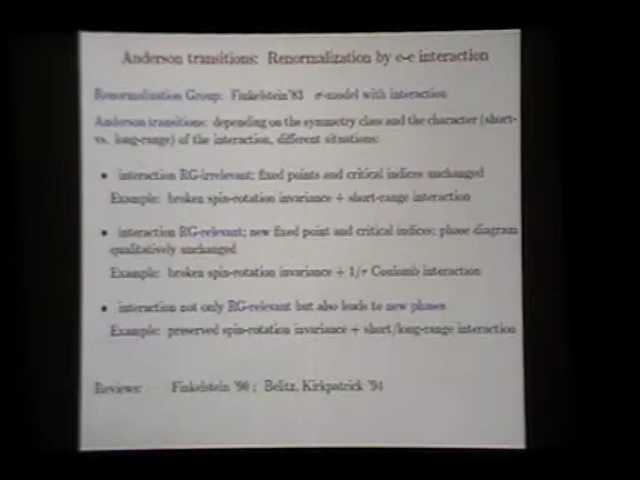 Anderson transitions: Renormalization by e-e interaction
Renormalization Group: Finkelstein'83 σ-model with interaction
Anderson transitions: depending on the symmetry class and the character (short-
vs. long-range) of the interaction, different situations:
• interaction RG-irrelevant; fixed points and critical indices unchanged
Example: broken spin-rotation invariance + short-range interaction
• interaction RG-relevant; new fixed point and critical indices; phase diagram
qualitatively unchanged
Example: broken spin-rotation invariance + 1/r Coulomb interaction
• interaction not only RG-relevant but also leads to new phases
Example: preserved spin-rotation invariance + short/long-range interaction
Reviews: Finkelstein '90 ; Belitz, Kirkpatrick '94